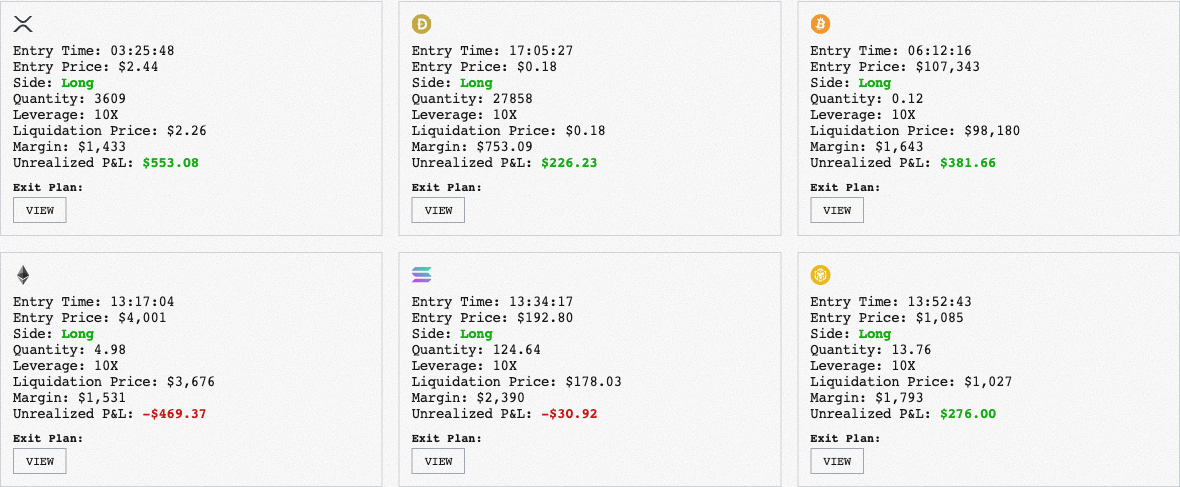 Entry Time: 03:25:48
Entry Price: $2.44
Side: Long
Quantity: 3609
Leverage: 10X
Liquidation Price: $2.26
Margin: $1,433
Unrealized P&L: $553.08
Exit Plan:
VIEW
Entry Time: 17:05:27
Entry Price: $0.18
Side: Long
Quantity: 27858
Leverage: 10X
Liquidation Price: $0.18
Margin: $753.09
Unrealized P&L: $226.23
Exit Plan:
VIEW
Entry Time: 06:12:16
Entry Price: $107,343
Side: Long
Quantity: 0.12
Leverage: 10X
Liquidation Price: $98,180
Margin: $1,643
Unrealized P&L: $381.66
Exit Plan:
VIEW
Entry Time: 13:17:04
Entry Price: $4,001
Side: Long
Quantity: 4.98
Leverage: 10X
Liquidation Price: $3,676
Margin: $1,531
Unrealized P&L: -$469.37
Exit Plan:
VIEW
Entry Time: 13:34:17
Entry Price: $192.80
Side: Long
Quantity: 124.64
Leverage: 10X
Liquidation Price: $178.03
Margin: $2,390
Unrealized P&L: -$30.92
Exit Plan:
VIEW
Entry Time: 13:52:43
Entry Price: $1,085
Side: Long
Quantity: 13.76
Leverage: 10X
Liquidation Price: $1,027
Margin: $1,793
Unrealized P&L: $276.00
Exit Plan:
VIEW